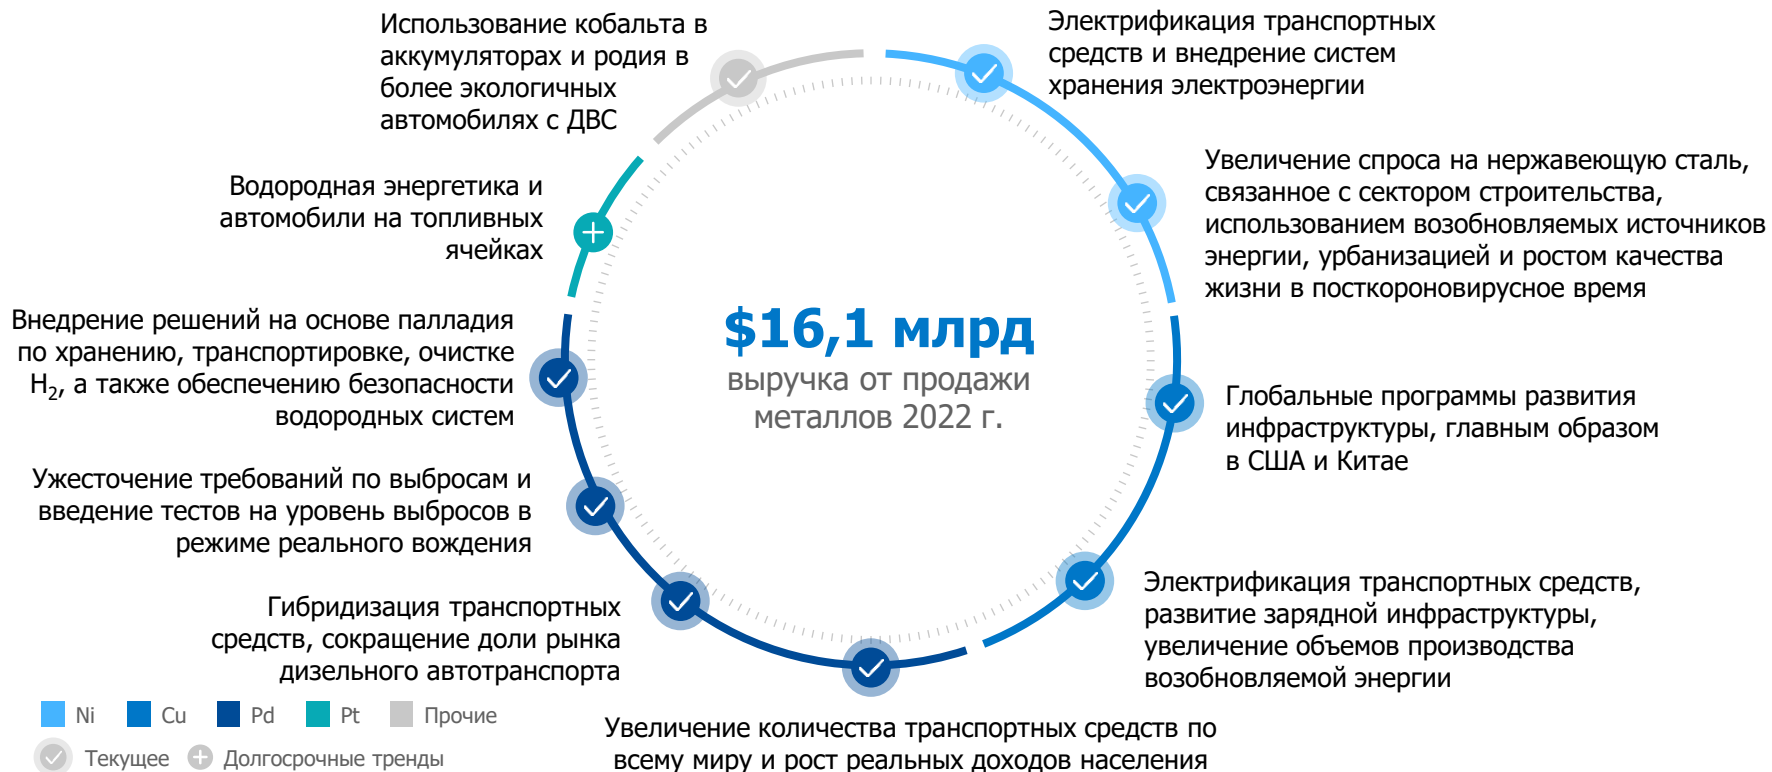 Использование кобальта в
аккумуляторах и родия в
более экологичных
автомобилях с ДВС
Электрификация транспортных
средств и внедрение систем
хранения электроэнергии
Водородная энергетика и
автомобили на топливных
ячейках
Увеличение спроса на нержавеющую сталь,
связанное с сектором строительства,
использованием возобновляемых источников
энергии, урбанизацией и ростом качества
жизни в посткороновирусное время
Внедрение решений на основе палладия
по хранению, транспортировке, очистке
H₂, а также обеспечению безопасности
водородных систем
$16,1 млрд
выручка от продажи
металлов 2022 г.
Глобальные программы развития
инфраструктуры, главным образом
в США и Китае
Ужесточение требований по выбросам и
введение тестов на уровень выбросов в
режиме реального вождения
Электрификация транспортных средств,
развитие зарядной инфраструктуры,
увеличение объемов производства
возобновляемой энергии
Гибридизация транспортных
средств, сокращение доли рынка
дизельного автотранспорта
Увеличение количества транспортных средств по
всему миру и рост реальных доходов населения
Ni Cu Pd Pt Прочие
Текущее Долгосрочные тренды